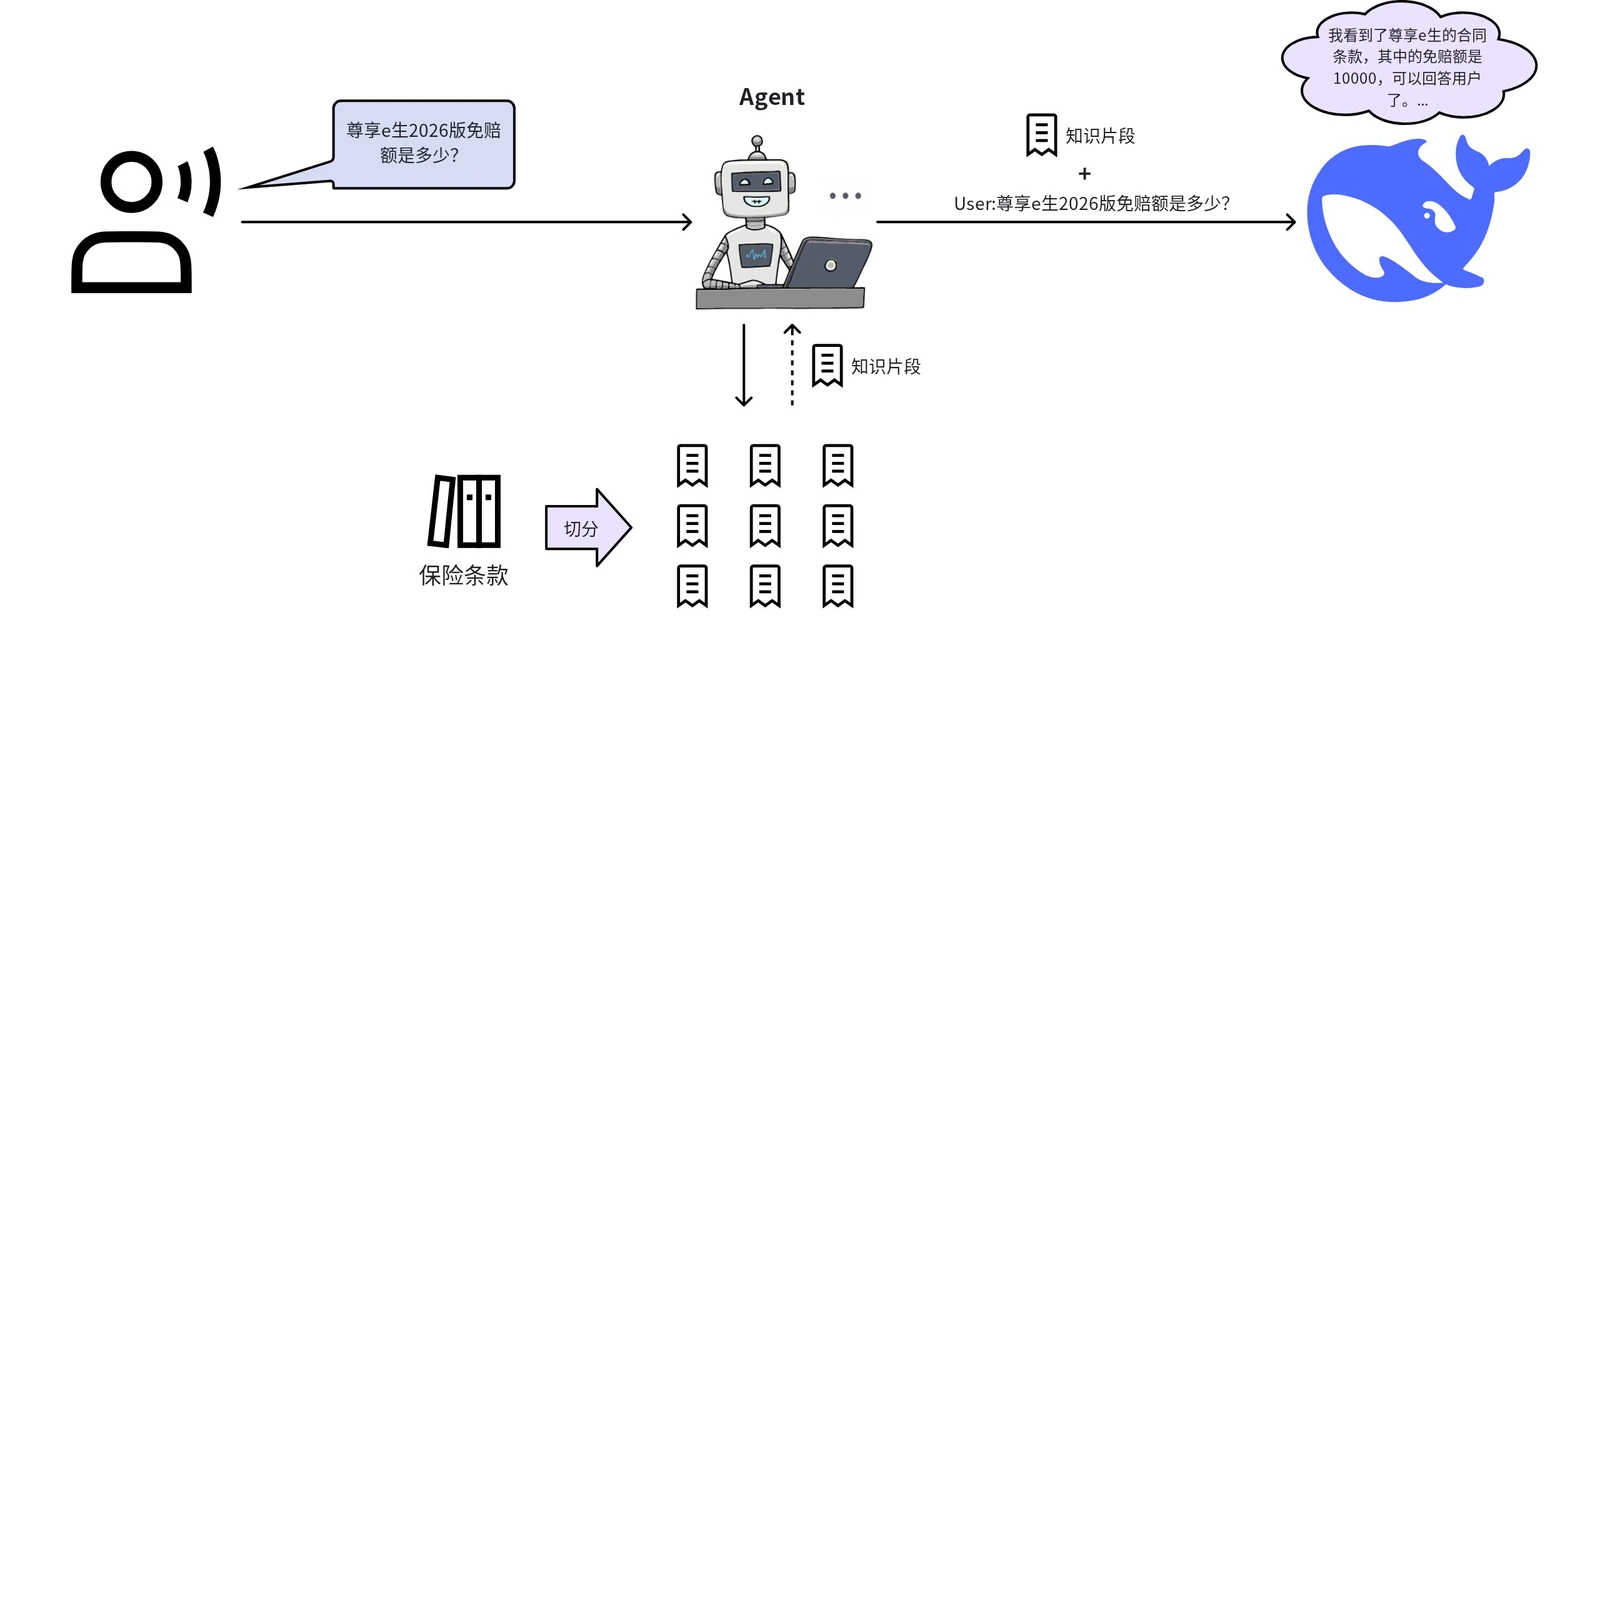 我看到了尊享e生的合同
条款，其中的免赔额是
10000，可以回答用户
了。...
Agent
尊享e生2026版免赔
额是多少？
知识片段
+
User:尊享e生2026版免赔额是多少？
知识片段
切分
保险条款